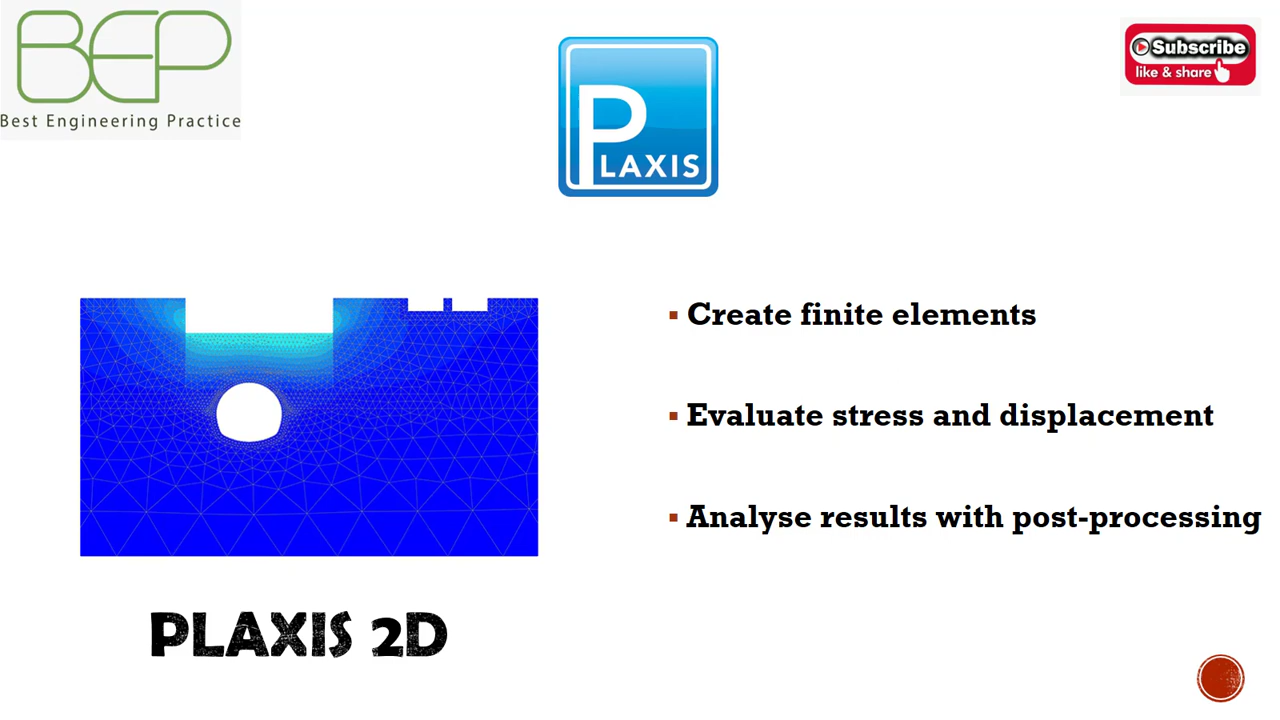 BEP
Best Engineering Practice
PLAXIS
Subscribe
like & share
Create finite elements
Evaluate stress and displacement
Analyse results with post-processing
PLAXIS 2D